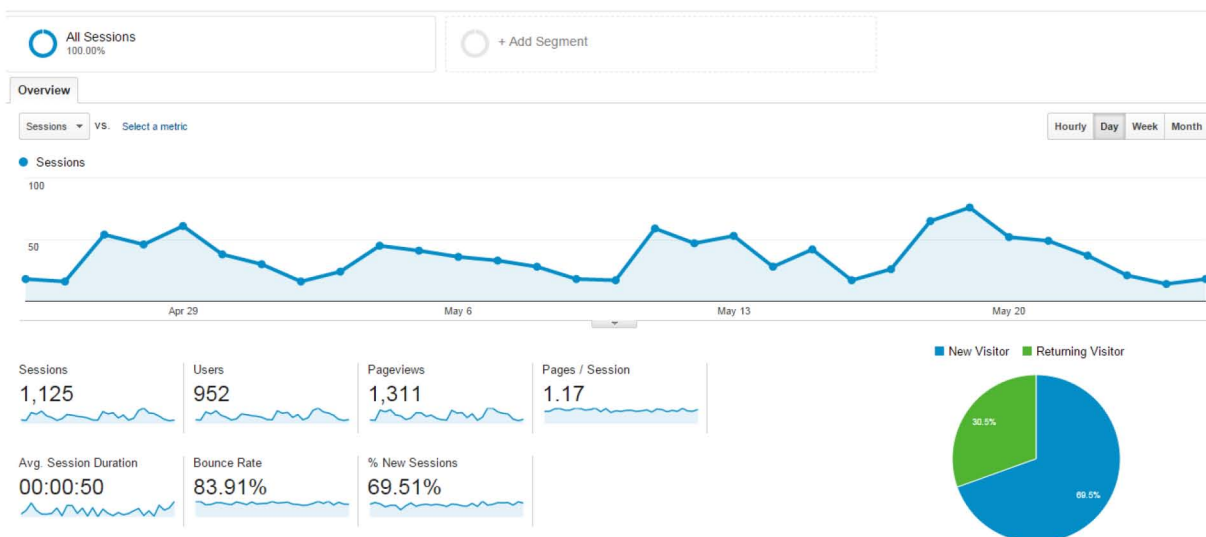 All Sessions
100.00%
+ Add Segment
Overview
Sessions VS. Select a metric
Hourly Day Week Month
Sessions
100
50
Apr 29 May 6 May 13 May 20
New Visitor Returning Visitor
Sessions Users Pageviews Pages / Session
1,125 952 1,311 1.17
30.5%
Avg. Session Duration Bounce Rate % New Sessions
00:00:50 83.91% 69.51%
69.5%